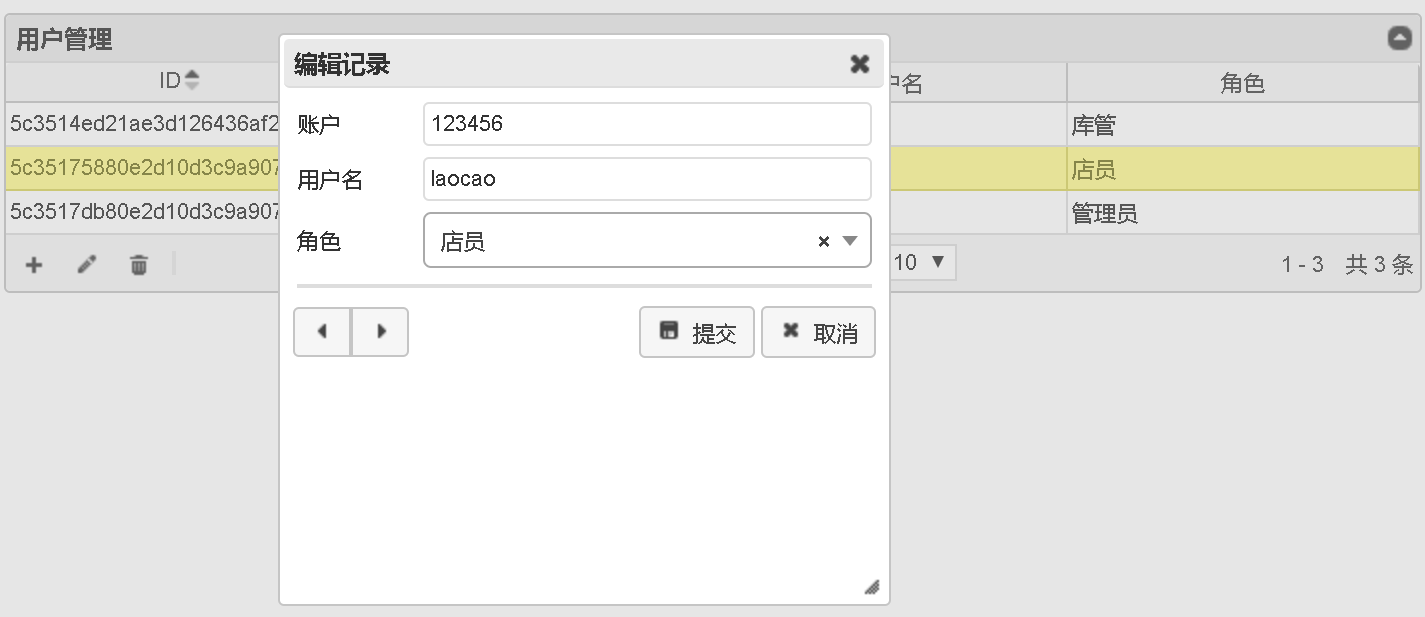 用户管理
编辑记录
ID
户名
角色
账户
123456
5c3514ed21ae3d126436af2
库管
5c35175880e2d10d3c9a907
店员
用户名
laocao
5c3517db80e2d10d3c9a907
管理员
角色
店员
10
1 - 3 共 3 条
提交
取消